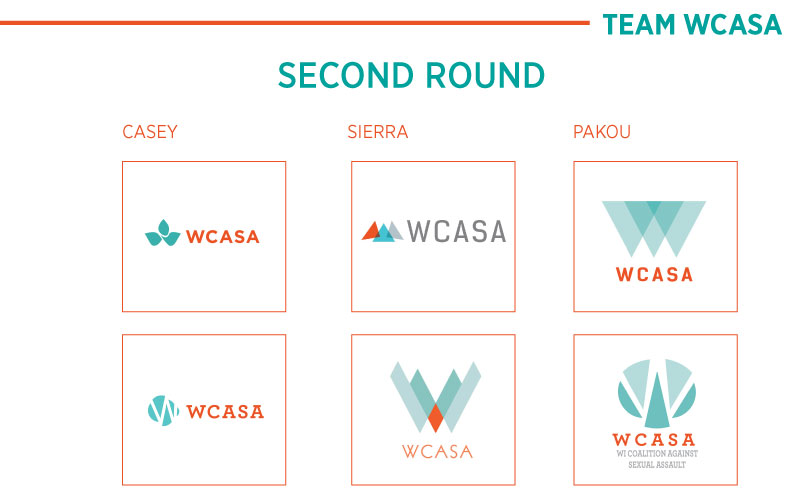 TEAM WCASA
SECOND ROUND
CASEY
SIERRA
PAKOU
WCASA
WCASA
WCASA
WCASA
WCASA
WCASA
WI COALITION AGAINST
SEXUAL ASSAULT